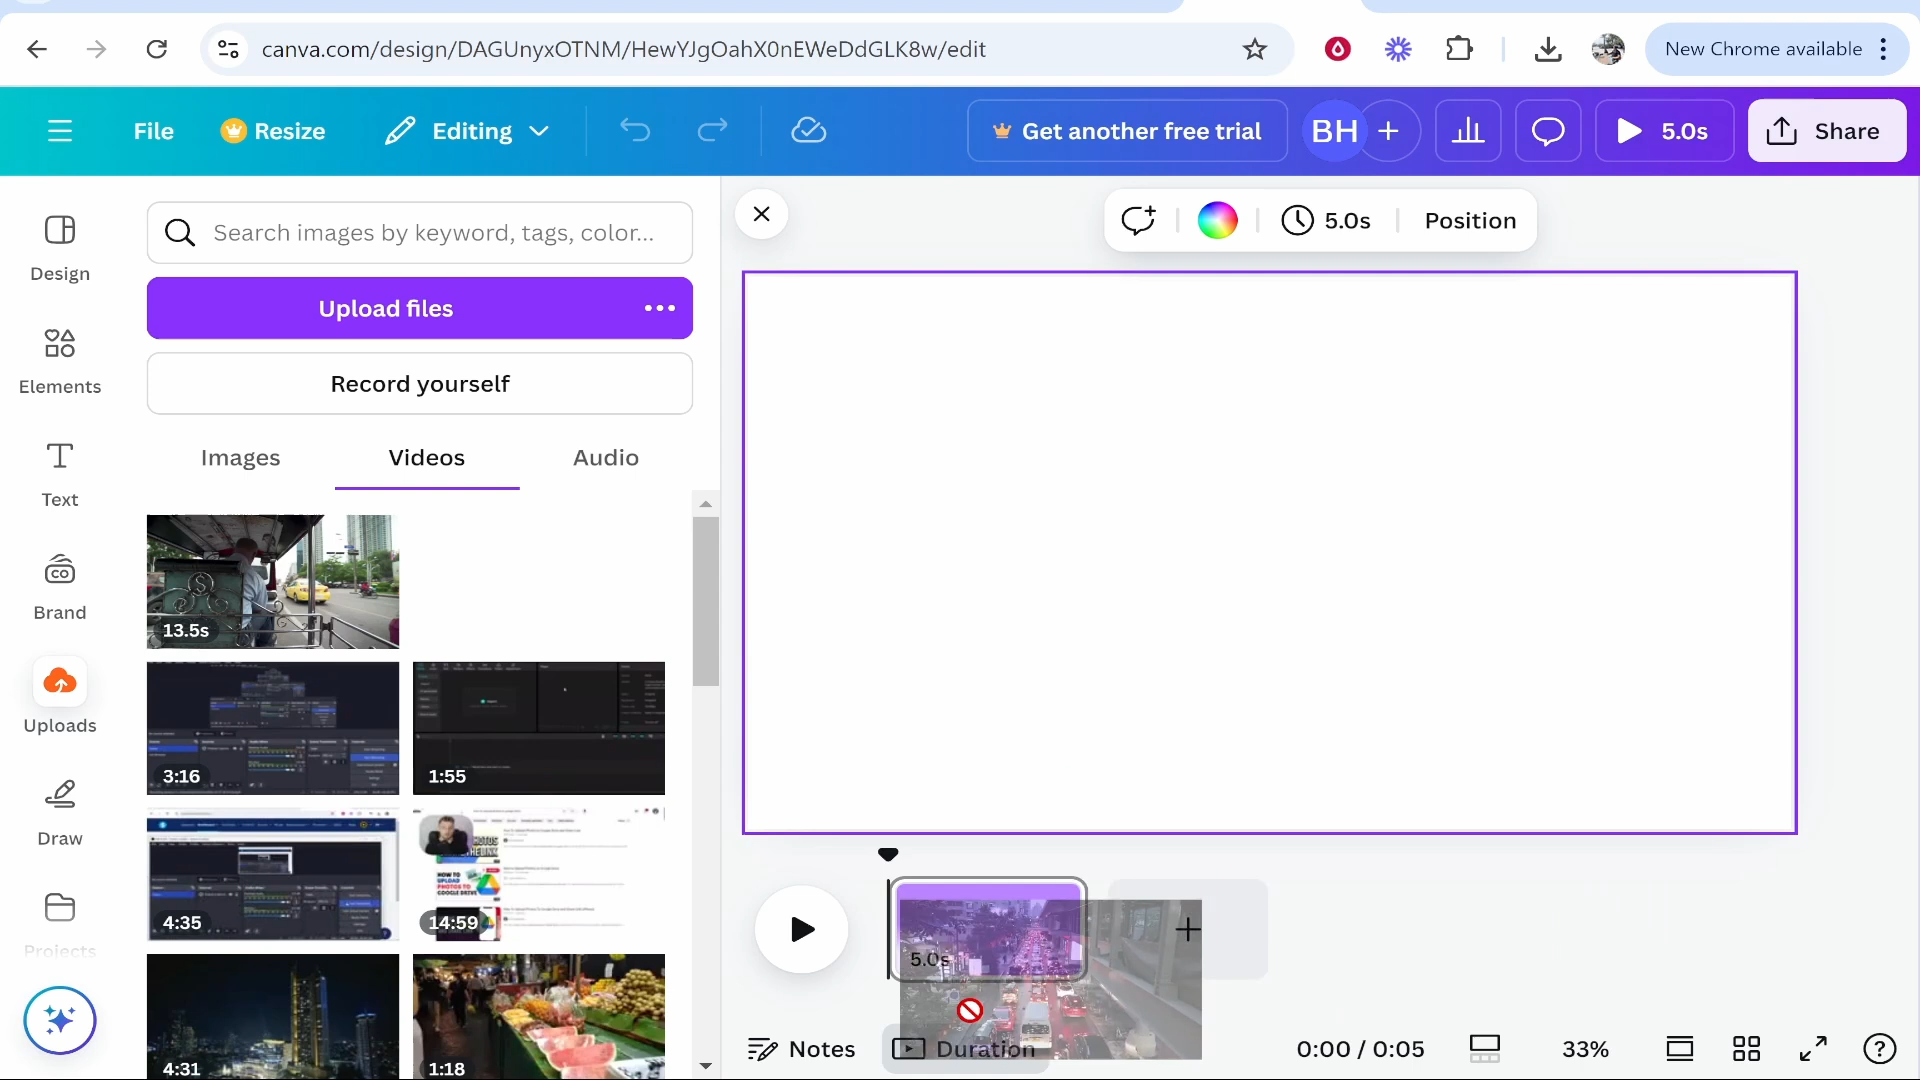 canva.com/design/DAGUnyxOTNM/HewYJgOahX0nEWeDdGLK8w/edit
New Chrome available
File
Resize
Editing
Get another free trial
BH
5.0s
Share
Design
Elements
Text
Brand
Uploads
Draw
Projects
Search images by keyword, tags, color...
Upload files
Record yourself
Images
Videos
Audio
13.5s
3:16
1:55
4:35
14:59
4:31
1:18
5.0s
Position
5.0s
Notes
Duration
0:00 / 0:05
33%